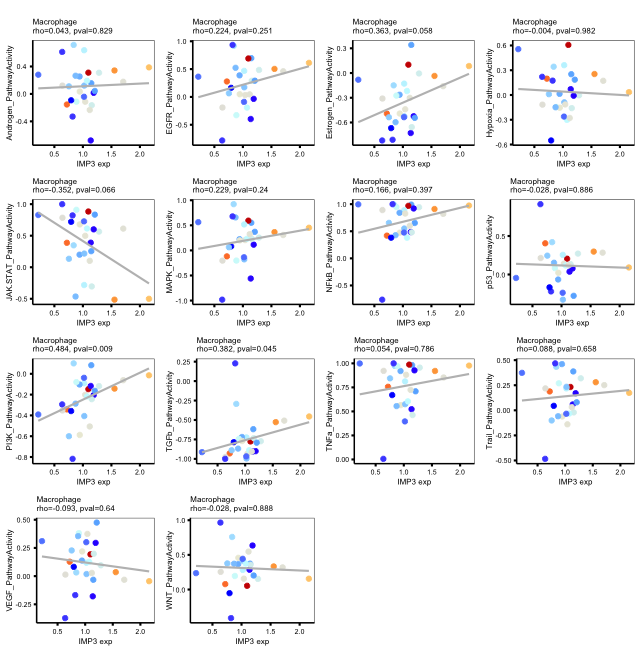 Macrophage
rho=0.043, pval=0.829
Androgen_PathwayActivity
0.4
0.0
-0.4
0.5
1.0
1.5
2.0
IMP3 exp
Macrophage
rho=0.224, pval=0.251
EGFR_PathwayActivity
1.0
0.5
0.0
-0.5
0.5
1.0
1.5
2.0
IMP3 exp
Macrophage
rho=0.363, pval=0.058
Estrogen_PathwayActivity
0.3
0.0
-0.3
-0.6
0.5
1.0
1.5
2.0
IMP3 exp
Macrophage
rho=-0.004, pval=0.982
Hypoxia_PathwayActivity
0.6
0.3
0.0
-0.3
-0.6
0.5
1.0
1.5
2.0
IMP3 exp
Macrophage
rho=-0.352, pval=0.066
JAK-STAT_PathwayActivity
1.0
0.5
0.0
-0.5
0.5
1.0
1.5
2.0
IMP3 exp
Macrophage
rho=0.229, pval=0.24
MAPK_PathwayActivity
1.0
0.5
0.0
-0.5
-1.0
0.5
1.0
1.5
2.0
IMP3 exp
Macrophage
rho=0.166, pval=0.397
NFkB_PathwayActivity
1.0
0.5
0.0
-0.5
0.5
1.0
1.5
2.0
IMP3 exp
Macrophage
rho=-0.028, pval=0.886
p53_PathwayActivity
0.5
0.0
0.5
1.0
1.5
2.0
IMP3 exp
Macrophage
rho=0.484, pval=0.009
PI3K_PathwayActivity
0.0
-0.2
-0.4
-0.6
-0.8
0.5
1.0
1.5
2.0
IMP3 exp
Macrophage
rho=0.382, pval=0.045
TGFb_PathwayActivity
0.25
0.00
-0.25
-0.50
-0.75
-1.00
0.5
1.0
1.5
2.0
IMP3 exp
Macrophage
rho=0.054, pval=0.786
TNFa_PathwayActivity
1.00
0.75
0.50
0.25
0.00
0.5
1.0
1.5
2.0
IMP3 exp
Macrophage
rho=0.088, pval=0.658
Trail_PathwayActivity
0.50
0.25
0.00
-0.25
-0.50
0.5
1.0
1.5
2.0
IMP3 exp
Macrophage
rho=-0.093, pval=0.64
VEGF_PathwayActivity
0.50
0.25
0.00
-0.25
0.5
1.0
1.5
2.0
IMP3 exp
Macrophage
rho=-0.028, pval=0.888
WNT_PathwayActivity
1.0
0.5
0.0
0.5
1.0
1.5
2.0
IMP3 exp